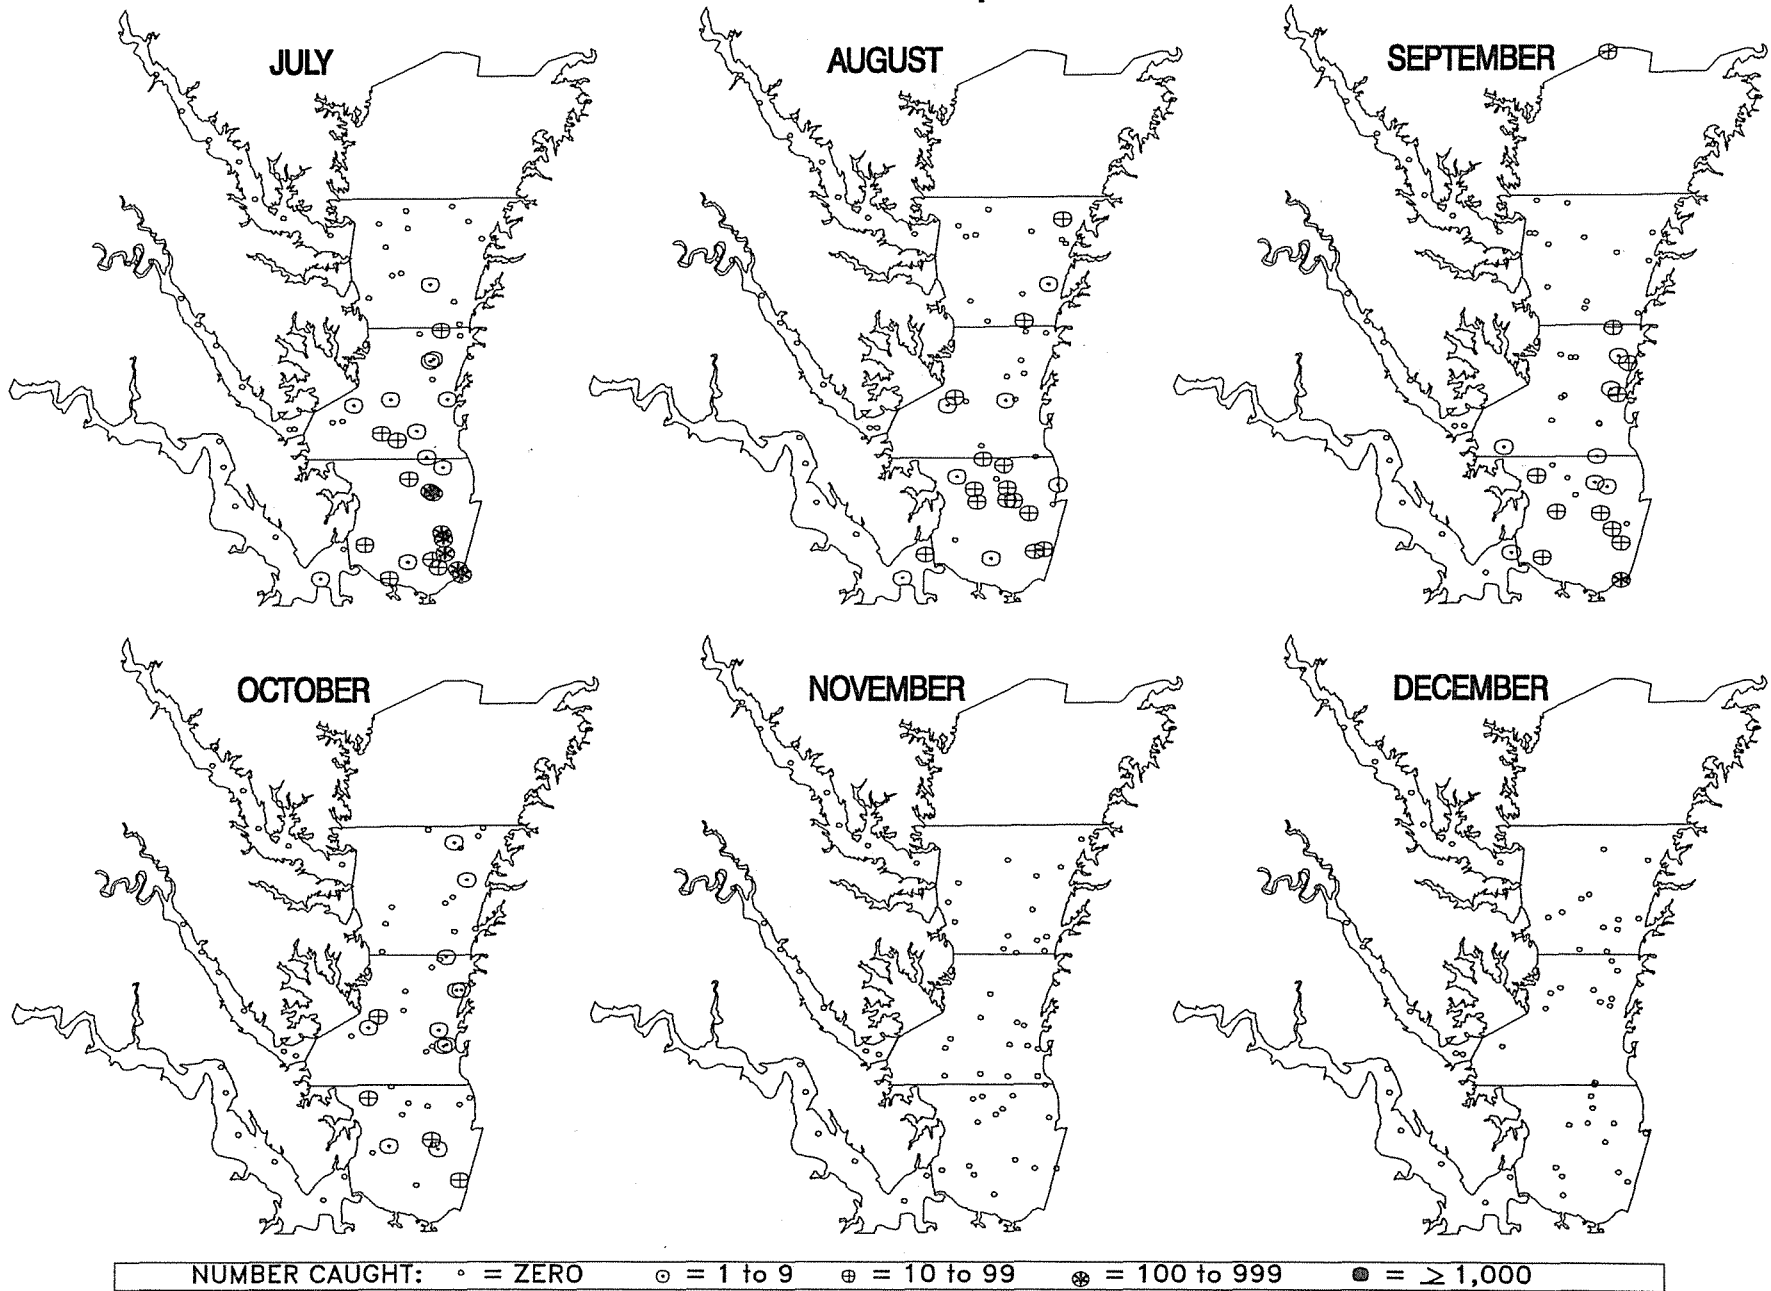 JULY
AUGUST
SEPTEMBER
OCTOBER
NOVEMBER
DECEMBER
NUMBER CAUGHT: = ZERO = 1 to 9 = 10 to 99 = 100 to 999 = ≥ 1,000